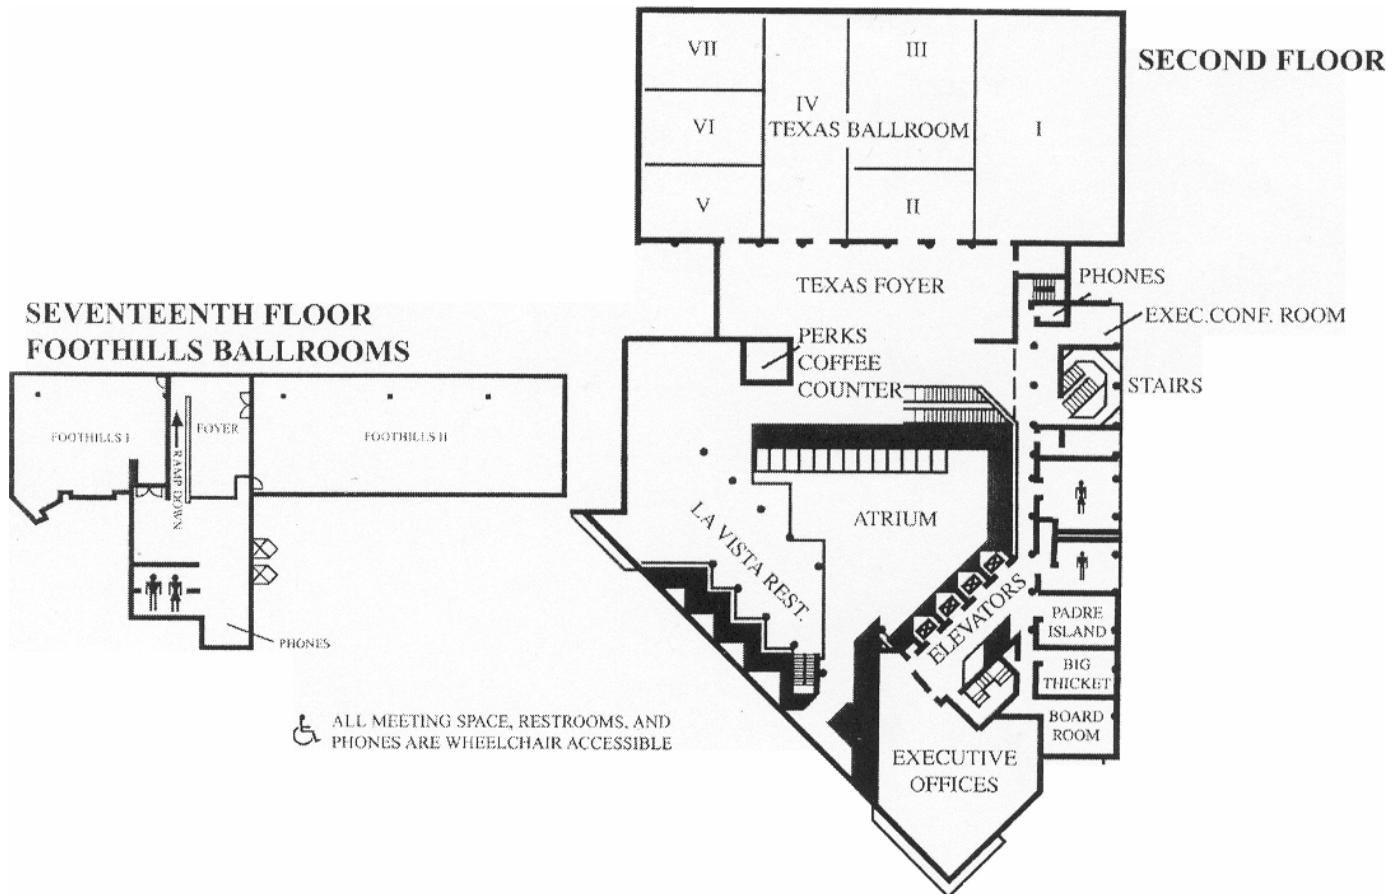 SECOND FLOOR
VII
III
IV
VI
TEXAS BALLROOM
I
V
II
TEXAS FOYER
PHONES
EXEC.CONF. ROOM
PERKS
COFFEE
COUNTER
STAIRS
ATRIUM
LA VISTA REST.
ELEVATORS
PADRE
ISLAND
BIG
THICKET
BOARD
ROOM
EXECUTIVE
OFFICES
SEVENTEENTH FLOOR
FOOTHILLS BALLROOMS
FOOTHILLS I
RAMP DOWN
FOYER
FOOTHILLS II
PHONES
ALL MEETING SPACE, RESTROOMS, AND
PHONES ARE WHEELCHAIR ACCESSIBLE